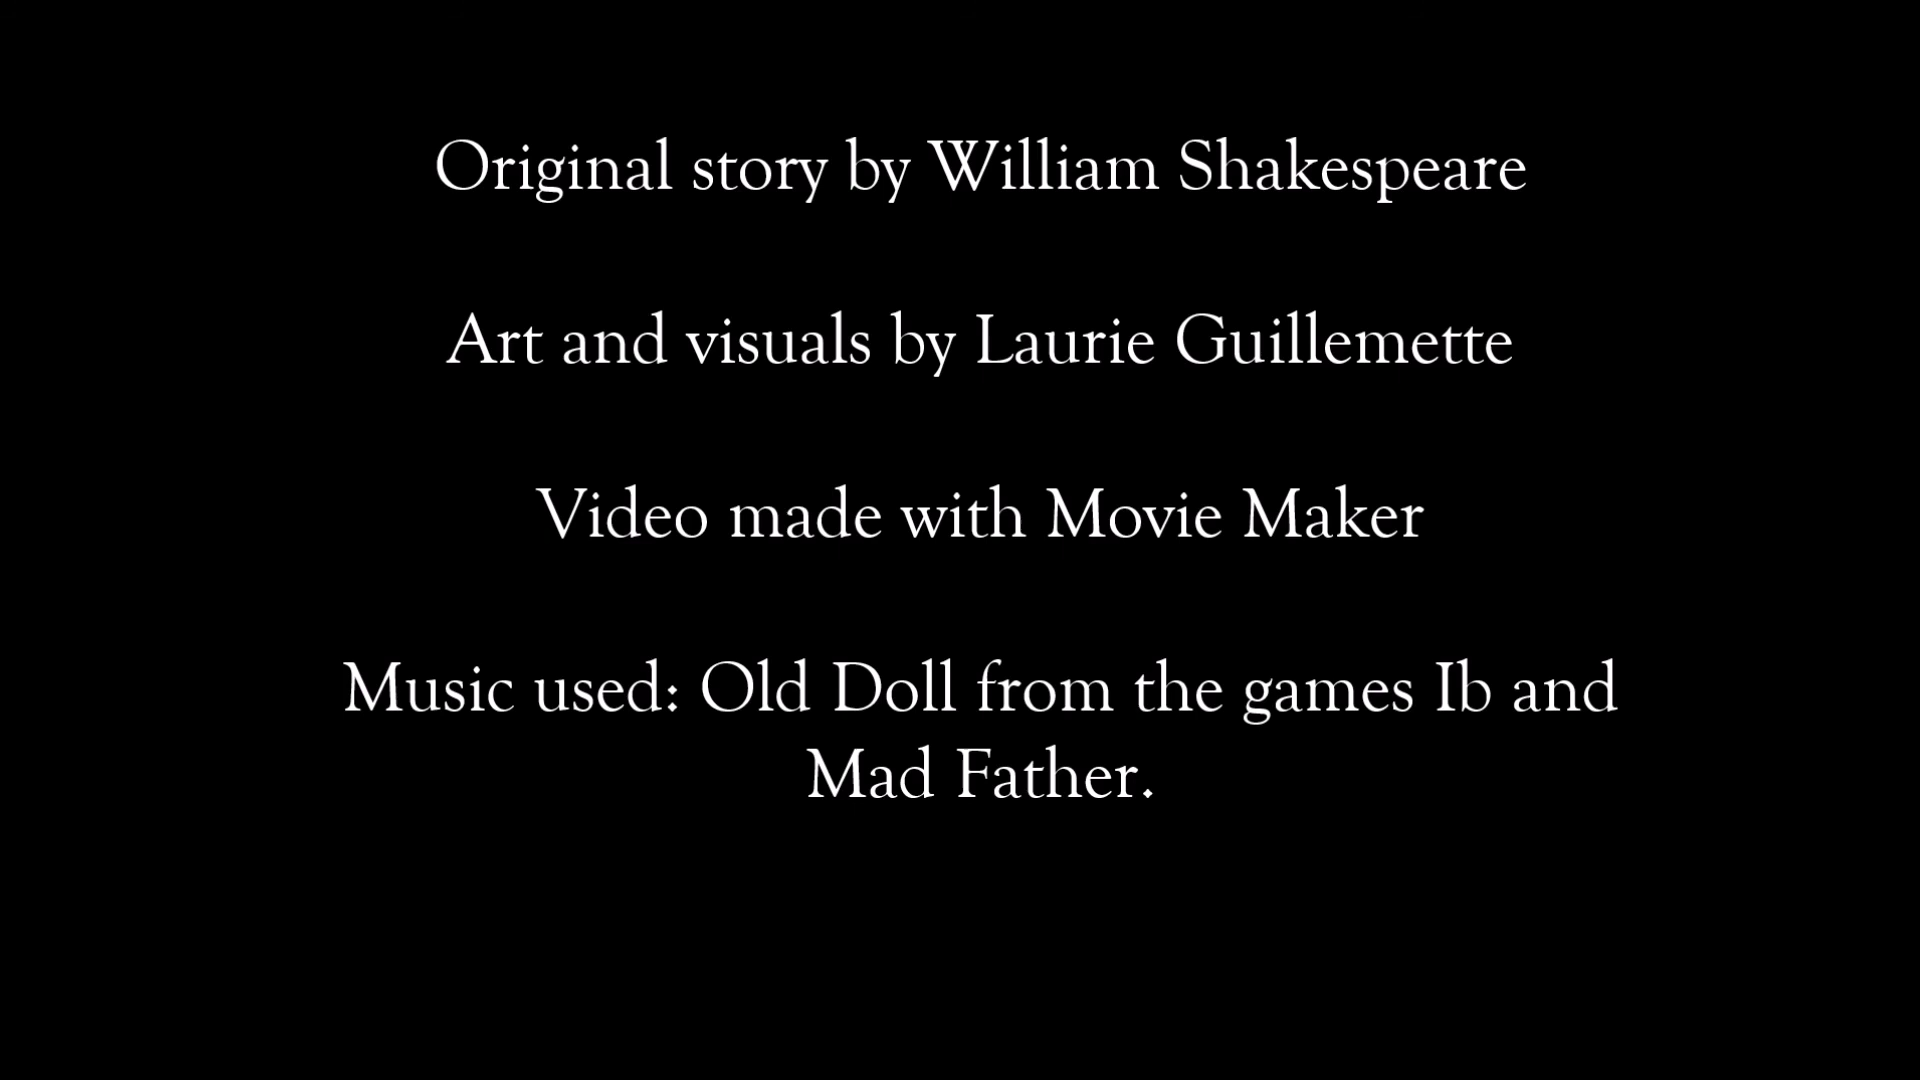 Original story by William Shakespeare
Art and visuals by Laurie Guillemette
Video made with Movie Maker
Music used: Old Doll from the games Ib and
Mad Father.